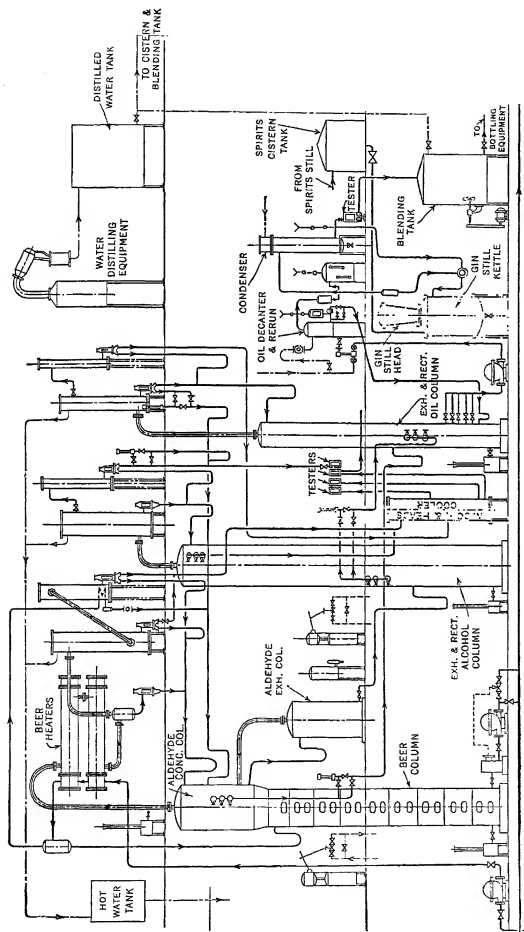 HOT
WATER
TANK
BEER
HEATERS
ALDEHYDE
CONC. COL.
ALDEHYDE
EXH. COL.
BEER
COLUMN
EXH. & RECT.
ALCOHOL
COLUMN
COOLER
TESTERS
EXH. & RECT.
OIL COLUMN
OIL DECANTER
& RERUN
CONDENSER
GIN
STILL HEAD
GIN
STILL KETTLE
WATER
DISTILLING
EQUIPMENT
DISTILLED
WATER TANK
TO CISTERN &
BLENDING TANK
SPIRITS
CISTERN
TANK
FROM
SPIRITS STILL
TESTER
BLENDING
TANK
TO
BOTTLING
EQUIPMENT